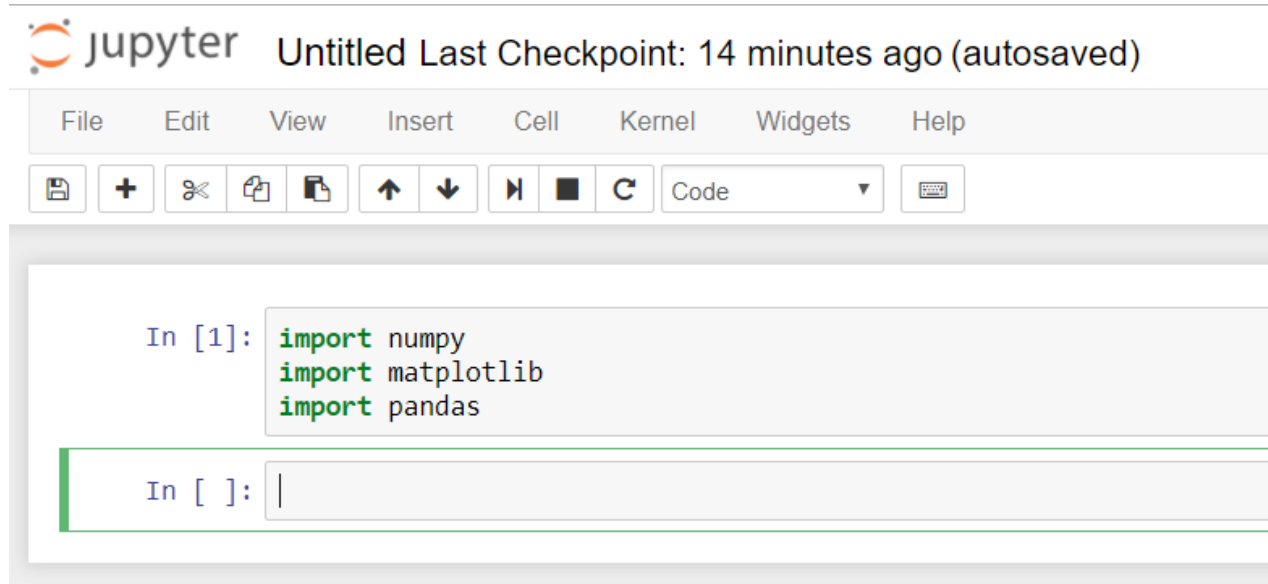 jupyter Untitled Last Checkpoint: 14 minutes ago (autosaved)
File Edit View Insert Cell Kernel Widgets Help
Code
In [1]: import numpy
import matplotlib
import pandas
In [ ]: